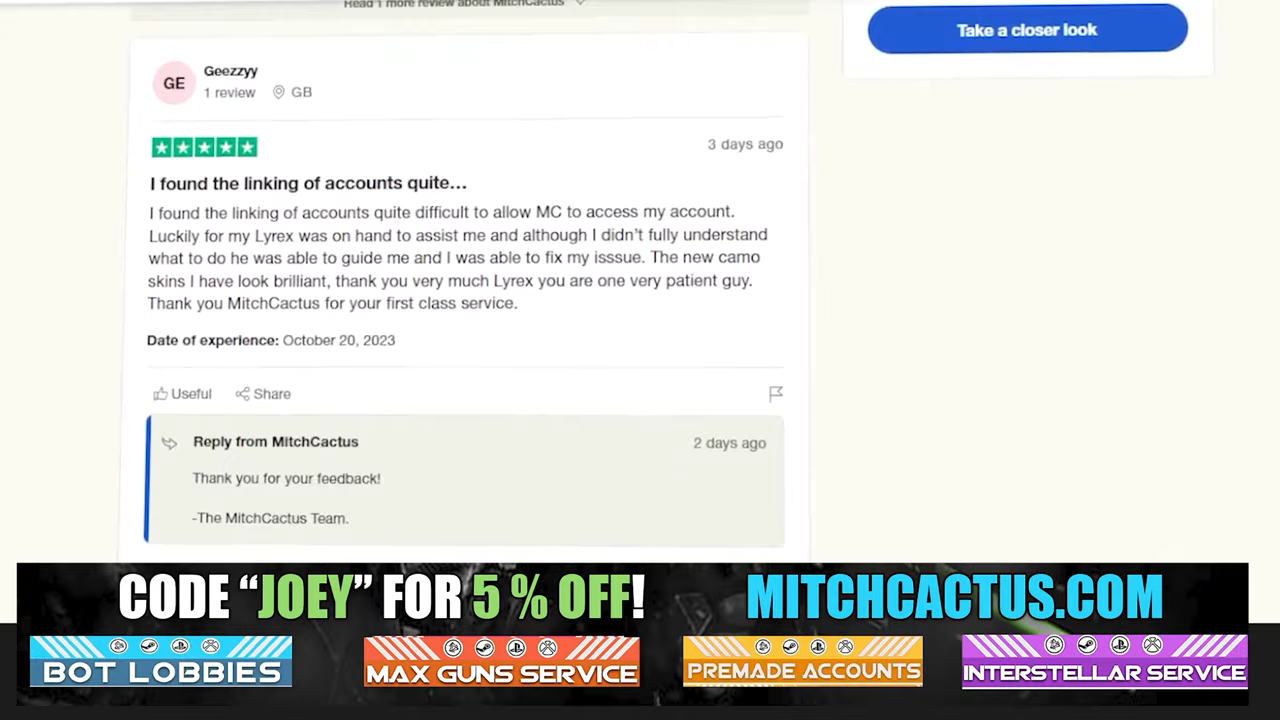 Read 1 more review about MitchCactus
Take a closer look
GE
Geezzyy
1 review GB
3 days ago
I found the linking of accounts quite…
I found the linking of accounts quite difficult to allow MC to access my account.
Luckily for my Lyrex was on hand to assist me and although I didn't fully understand
what to do he was able to guide me and I was able to fix my isssue. The new camo
skins I have look brilliant, thank you very much Lyrex you are one very patient guy.
Thank you MitchCactus for your first class service.
Date of experience: October 20, 2023
Useful Share
Reply from MitchCactus 2 days ago
Thank you for your feedback!
-The MitchCactus Team.
CODE “JOEY” FOR 5 % OFF! MITCHCACTUS.COM
BOT LOBBIES MAX GUNS SERVICE PREMADE ACCOUNTS INTERSTELLAR SERVICE